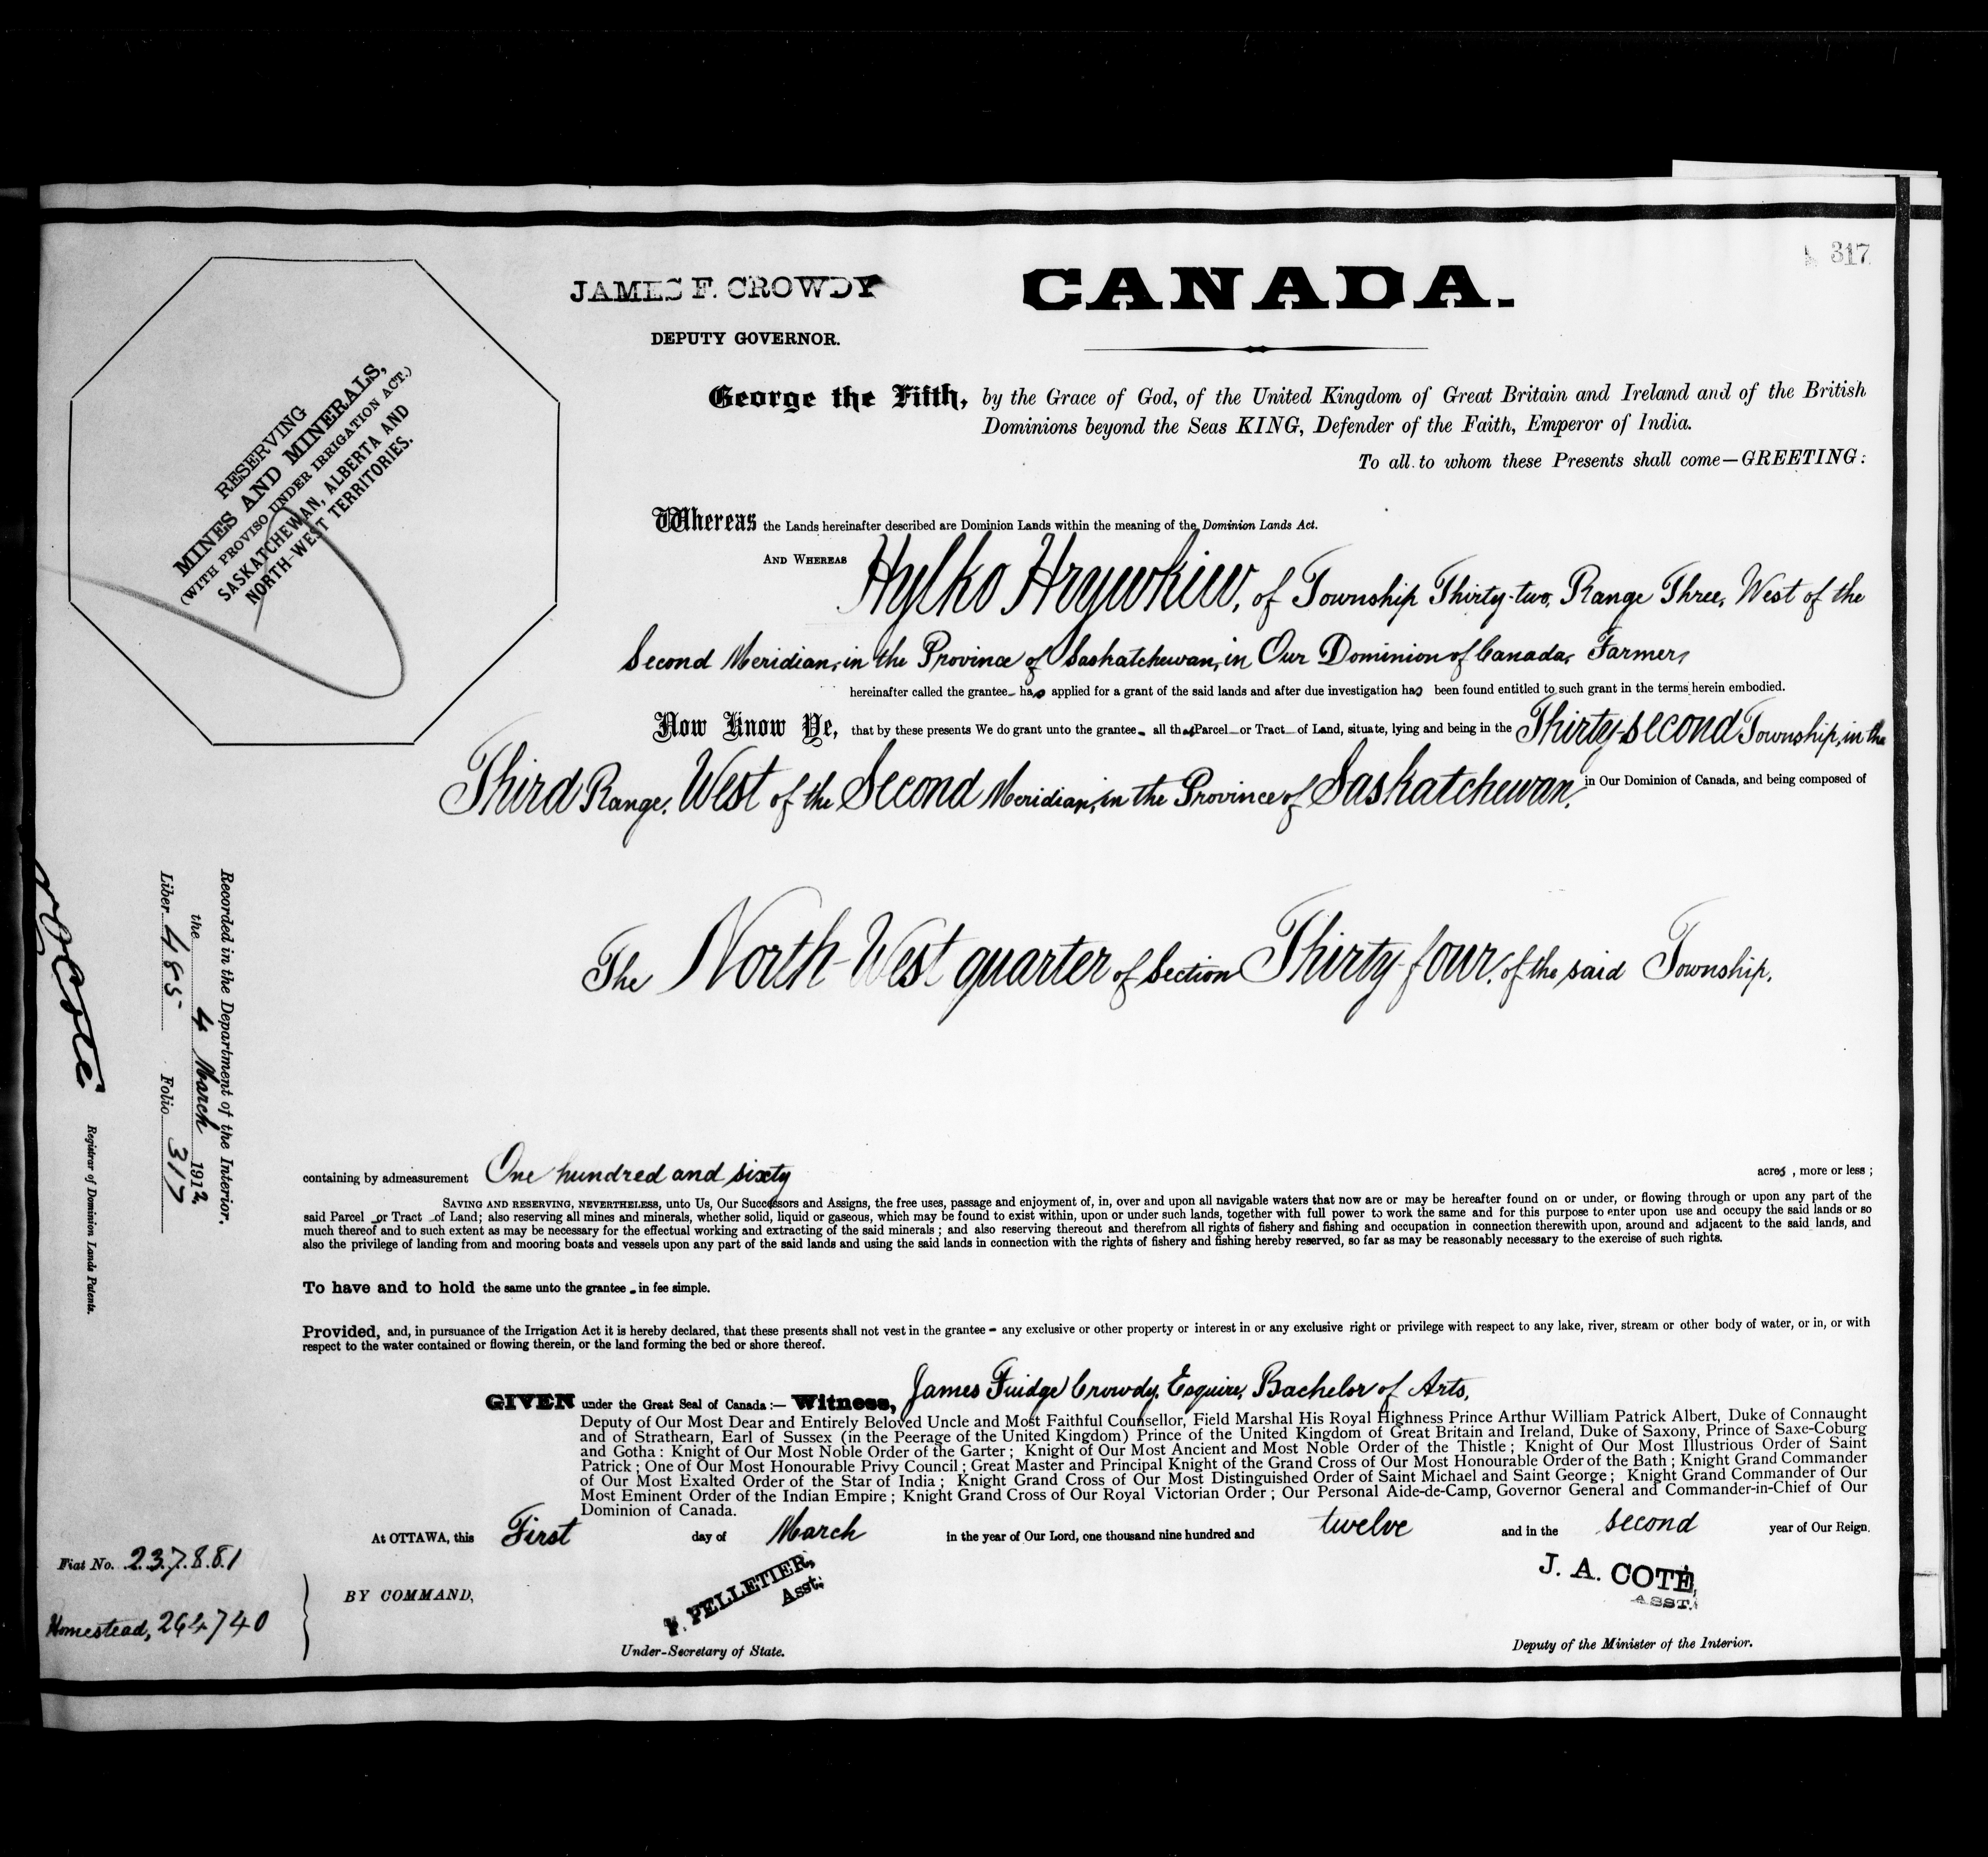 317
JAMES F. CROWDY
DEPUTY GOVERNOR.
CANADA.
RESERVING
MINES AND MINERALS,
(WITH PROVISO UNDER IRRIGATION ACT.)
SASKATCHEWAN, ALBERTA AND
NORTH-WEST TERRITORIES.
George the Fifth, by the Grace of God, of the United Kingdom of Great Britain and Ireland and of the British
Dominions beyond the Seas KING, Defender of the Faith, Emperor of India.
To all to whom these Presents shall come—GREETING:
Whereas the Lands hereinafter described are Dominion Lands within the meaning of the Dominion Lands Act.
AND WHEREAS Hylko Hrywkiw, of Township Thirty-two, Range Three, West of the
Second Meridian, in the Province of Saskatchewan, in Our Dominion of Canada, Farmer,
hereinafter called the grantee has applied for a grant of the said lands and after due investigation has been found entitled to such grant in the terms herein embodied.
Now Know Ye, that by these presents We do grant unto the grantee all that Parcel or Tract of Land, situate, lying and being in the Thirty-second Township, in the
Third Range, West of the Second Meridian, in the Province of Saskatchewan, in Our Dominion of Canada, and being composed of
The North-West quarter of Section Thirty-four, of the said Township.
Recorded in the Department of the Interior,
the 4 March 1912
Liber 485 Folio 317
Coté
Registrar of Dominion Lands Patents.
containing by admeasurement One hundred and sixty acres, more or less;
SAVING AND RESERVING, NEVERTHELESS, unto Us, Our Successors and Assigns, the free uses, passage and enjoyment of, in, over and upon all navigable waters that now are or may be hereafter found on or under, or flowing through or upon any part of the
said Parcel or Tract of Land; also reserving all mines and minerals, whether solid, liquid or gaseous, which may be found to exist within, upon or under such lands, together with full power to work the same and for this purpose to enter upon use and occupy the said lands or so
much thereof and to such extent as may be necessary for the effectual working and extracting of the said minerals; and also reserving thereout and therefrom all rights of fishery and fishing and occupation in connection therewith upon, around and adjacent to the said lands, and
also the privilege of landing from and mooring boats and vessels upon any part of the said lands and using the said lands in connection with the rights of fishery and fishing hereby reserved, so far as may be reasonably necessary to the exercise of such rights.
To have and to hold the same unto the grantee in fee simple.
Provided, and, in pursuance of the Irrigation Act it is hereby declared, that these presents shall not vest in the grantee any exclusive or other property or interest in or any exclusive right or privilege with respect to any lake, river, stream or other body of water, or in, or with
respect to the water contained or flowing therein, or the land forming the bed or shore thereof.
GIVEN under the Great Seal of Canada:— Witness, James Fuidge Crowdy, Esquire, Bachelor of Arts,
Deputy of Our Most Dear and Entirely Beloved Uncle and Most Faithful Counsellor, Field Marshal His Royal Highness Prince Arthur William Patrick Albert, Duke of Connaught
and of Strathearn, Earl of Sussex (in the Peerage of the United Kingdom) Prince of the United Kingdom of Great Britain and Ireland, Duke of Saxony, Prince of Saxe-Coburg
and Gotha: Knight of Our Most Noble Order of the Garter; Knight of Our Most Ancient and Most Noble Order of the Thistle; Knight of Our Most Illustrious Order of Saint
Patrick; One of Our Most Honourable Privy Council; Great Master and Principal Knight of the Grand Cross of Our Most Honourable Order of the Bath; Knight Grand Commander
of Our Most Exalted Order of the Star of India; Knight Grand Cross of Our Most Distinguished Order of Saint Michael and Saint George; Knight Grand Commander of Our
Most Eminent Order of the Indian Empire; Knight Grand Cross of Our Royal Victorian Order; Our Personal Aide-de-Camp, Governor General and Commander-in-Chief of Our
Dominion of Canada.
At OTTAWA, this First day of March in the year of Our Lord, one thousand nine hundred and twelve and in the second year of Our Reign.
Fiat No. 237881
Homestead, 264740
BY COMMAND,
P. PELLETIER,
Asst.
Under-Secretary of State.
J. A. COTÉ,
ASST.
Deputy of the Minister of the Interior.